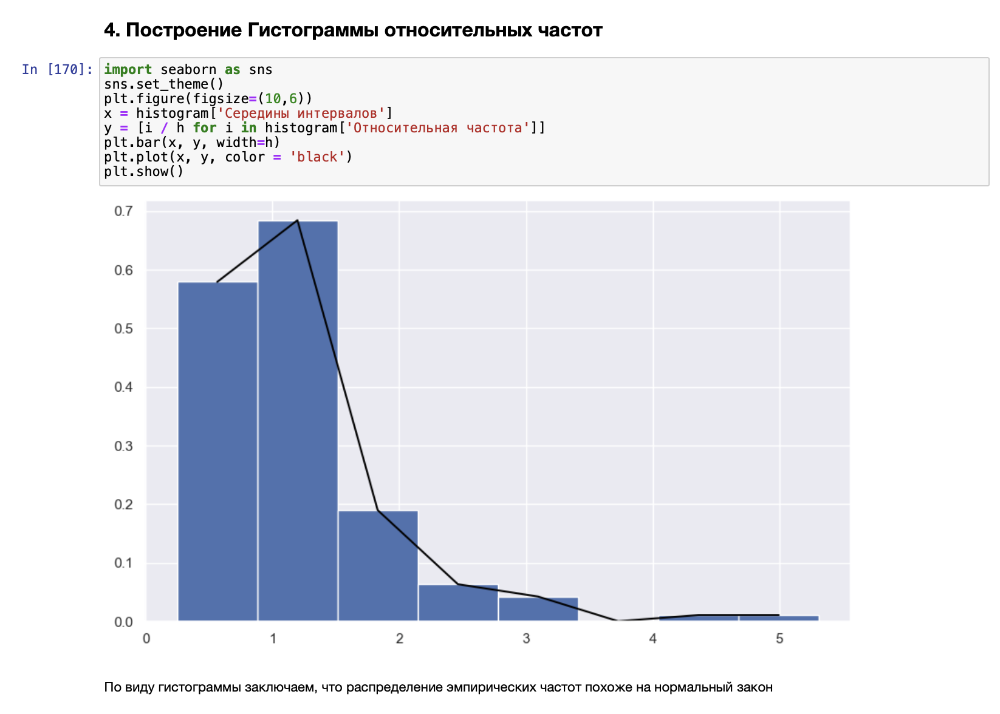 4. Построение Гистограммы относительных частот
In [170]:
import seaborn as sns
sns.set_theme()
plt.figure(figsize=(10,6))
x = histogram['Середины интервалов']
y = [i / h for i in histogram['Относительная частота']]
plt.bar(x, y, width=h)
plt.plot(x, y, color = 'black')
plt.show()
0.7
0.6
0.5
0.4
0.3
0.2
0.1
0.0
0 1 2 3 4 5
По виду гистограммы заключаем, что распределение эмпирических частот похоже на нормальный закон